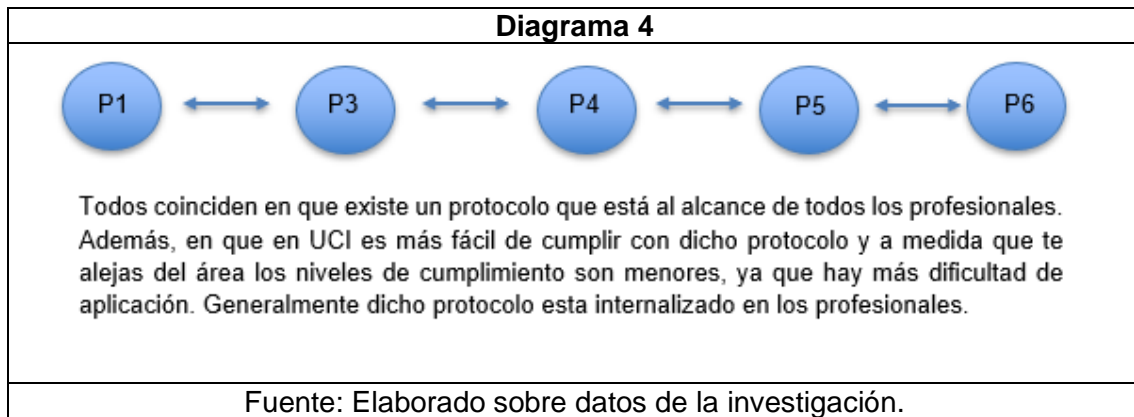 Diagrama 4
P1 P3 P4 P5 P6
Todos coinciden en que existe un protocolo que está al alcance de todos los profesionales.
Además, en que en UCI es más fácil de cumplir con dicho protocolo y a medida que te
alejas del área los niveles de cumplimiento son menores, ya que hay más dificultad de
aplicación. Generalmente dicho protocolo esta internalizado en los profesionales.
Fuente: Elaborado sobre datos de la investigación.